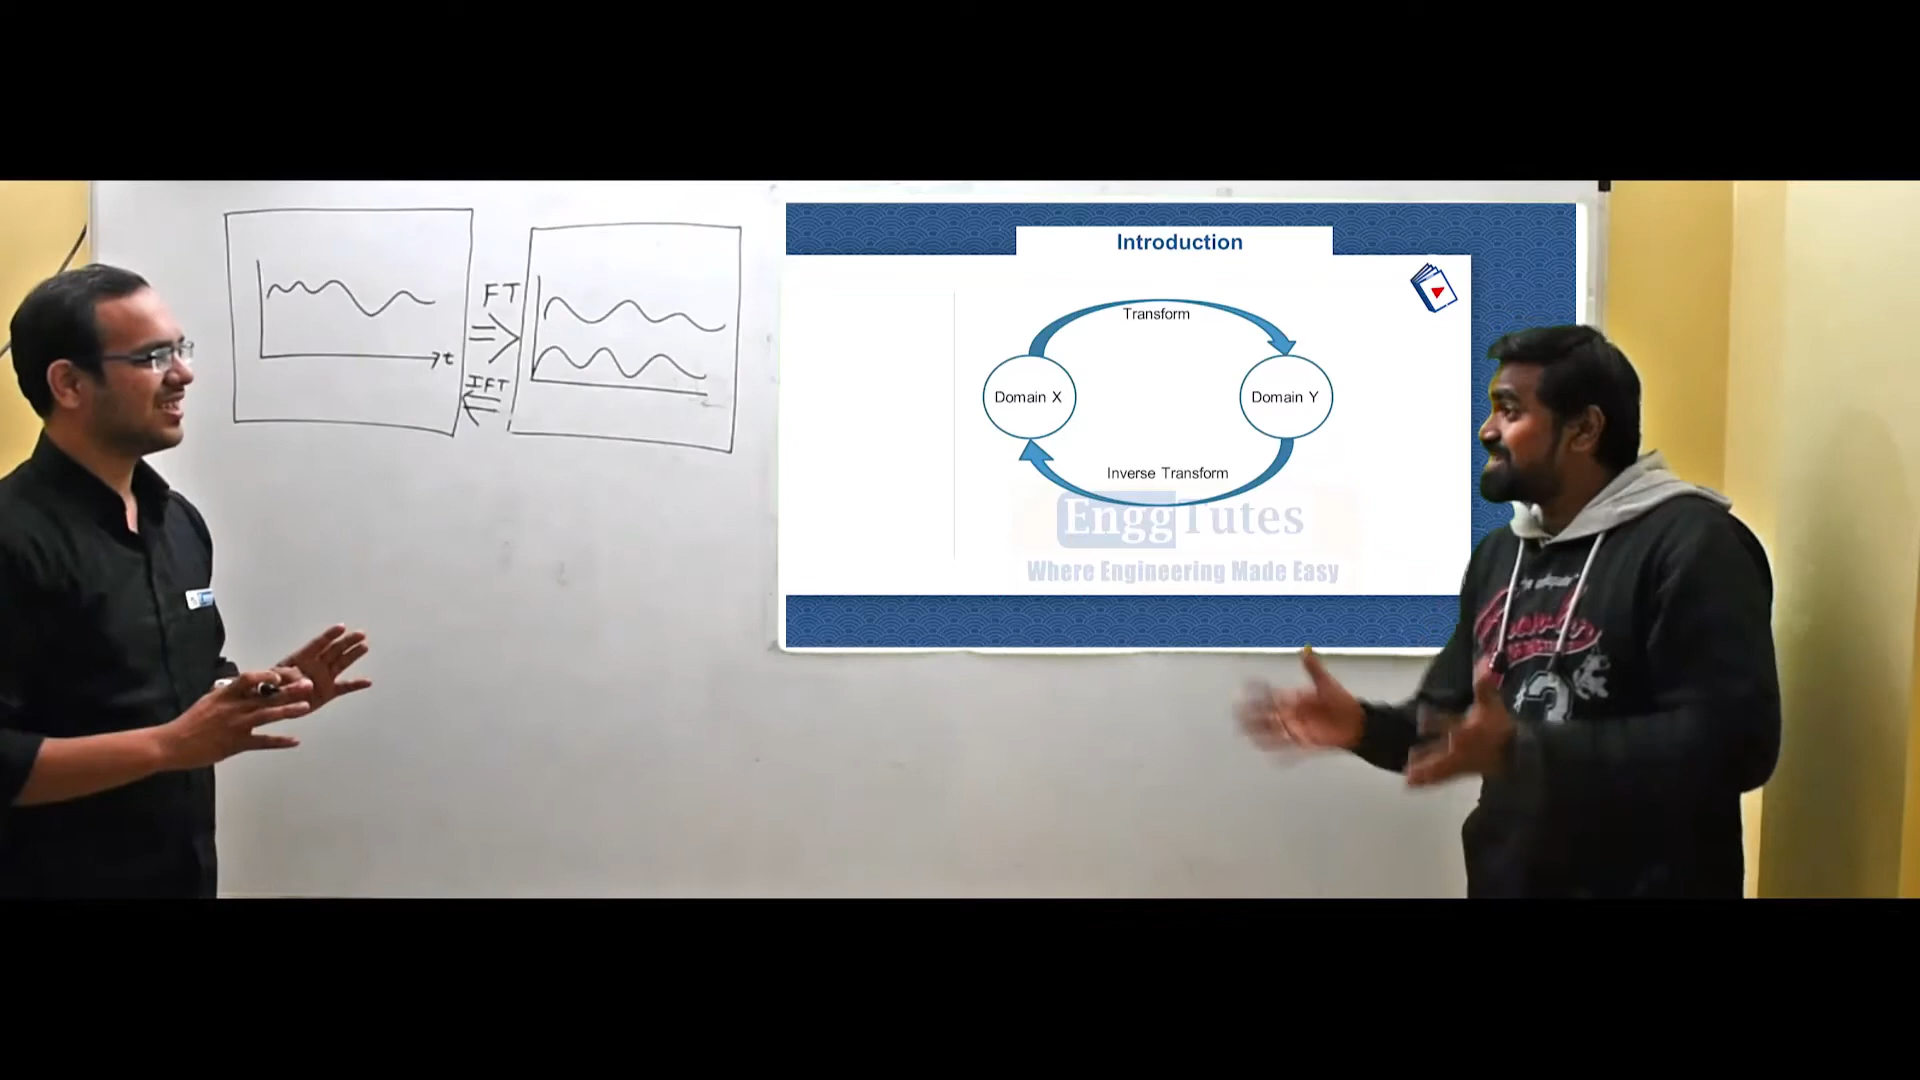 FT
t
IFT
Introduction
Transform
Domain X
Domain Y
Inverse Transform
EnggTutes
Where Engineering Made Easy